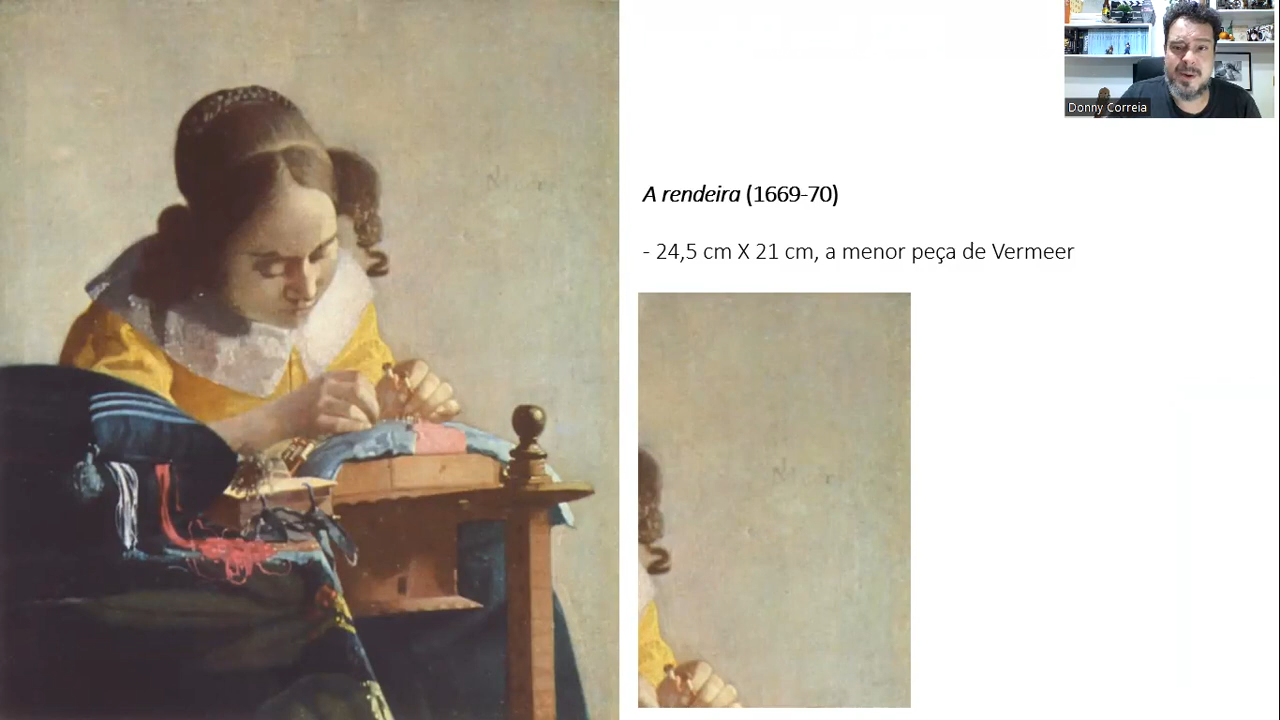 Donny Correia
A rendeira (1669-70)
- 24,5 cm X 21 cm, a menor peça de Vermeer